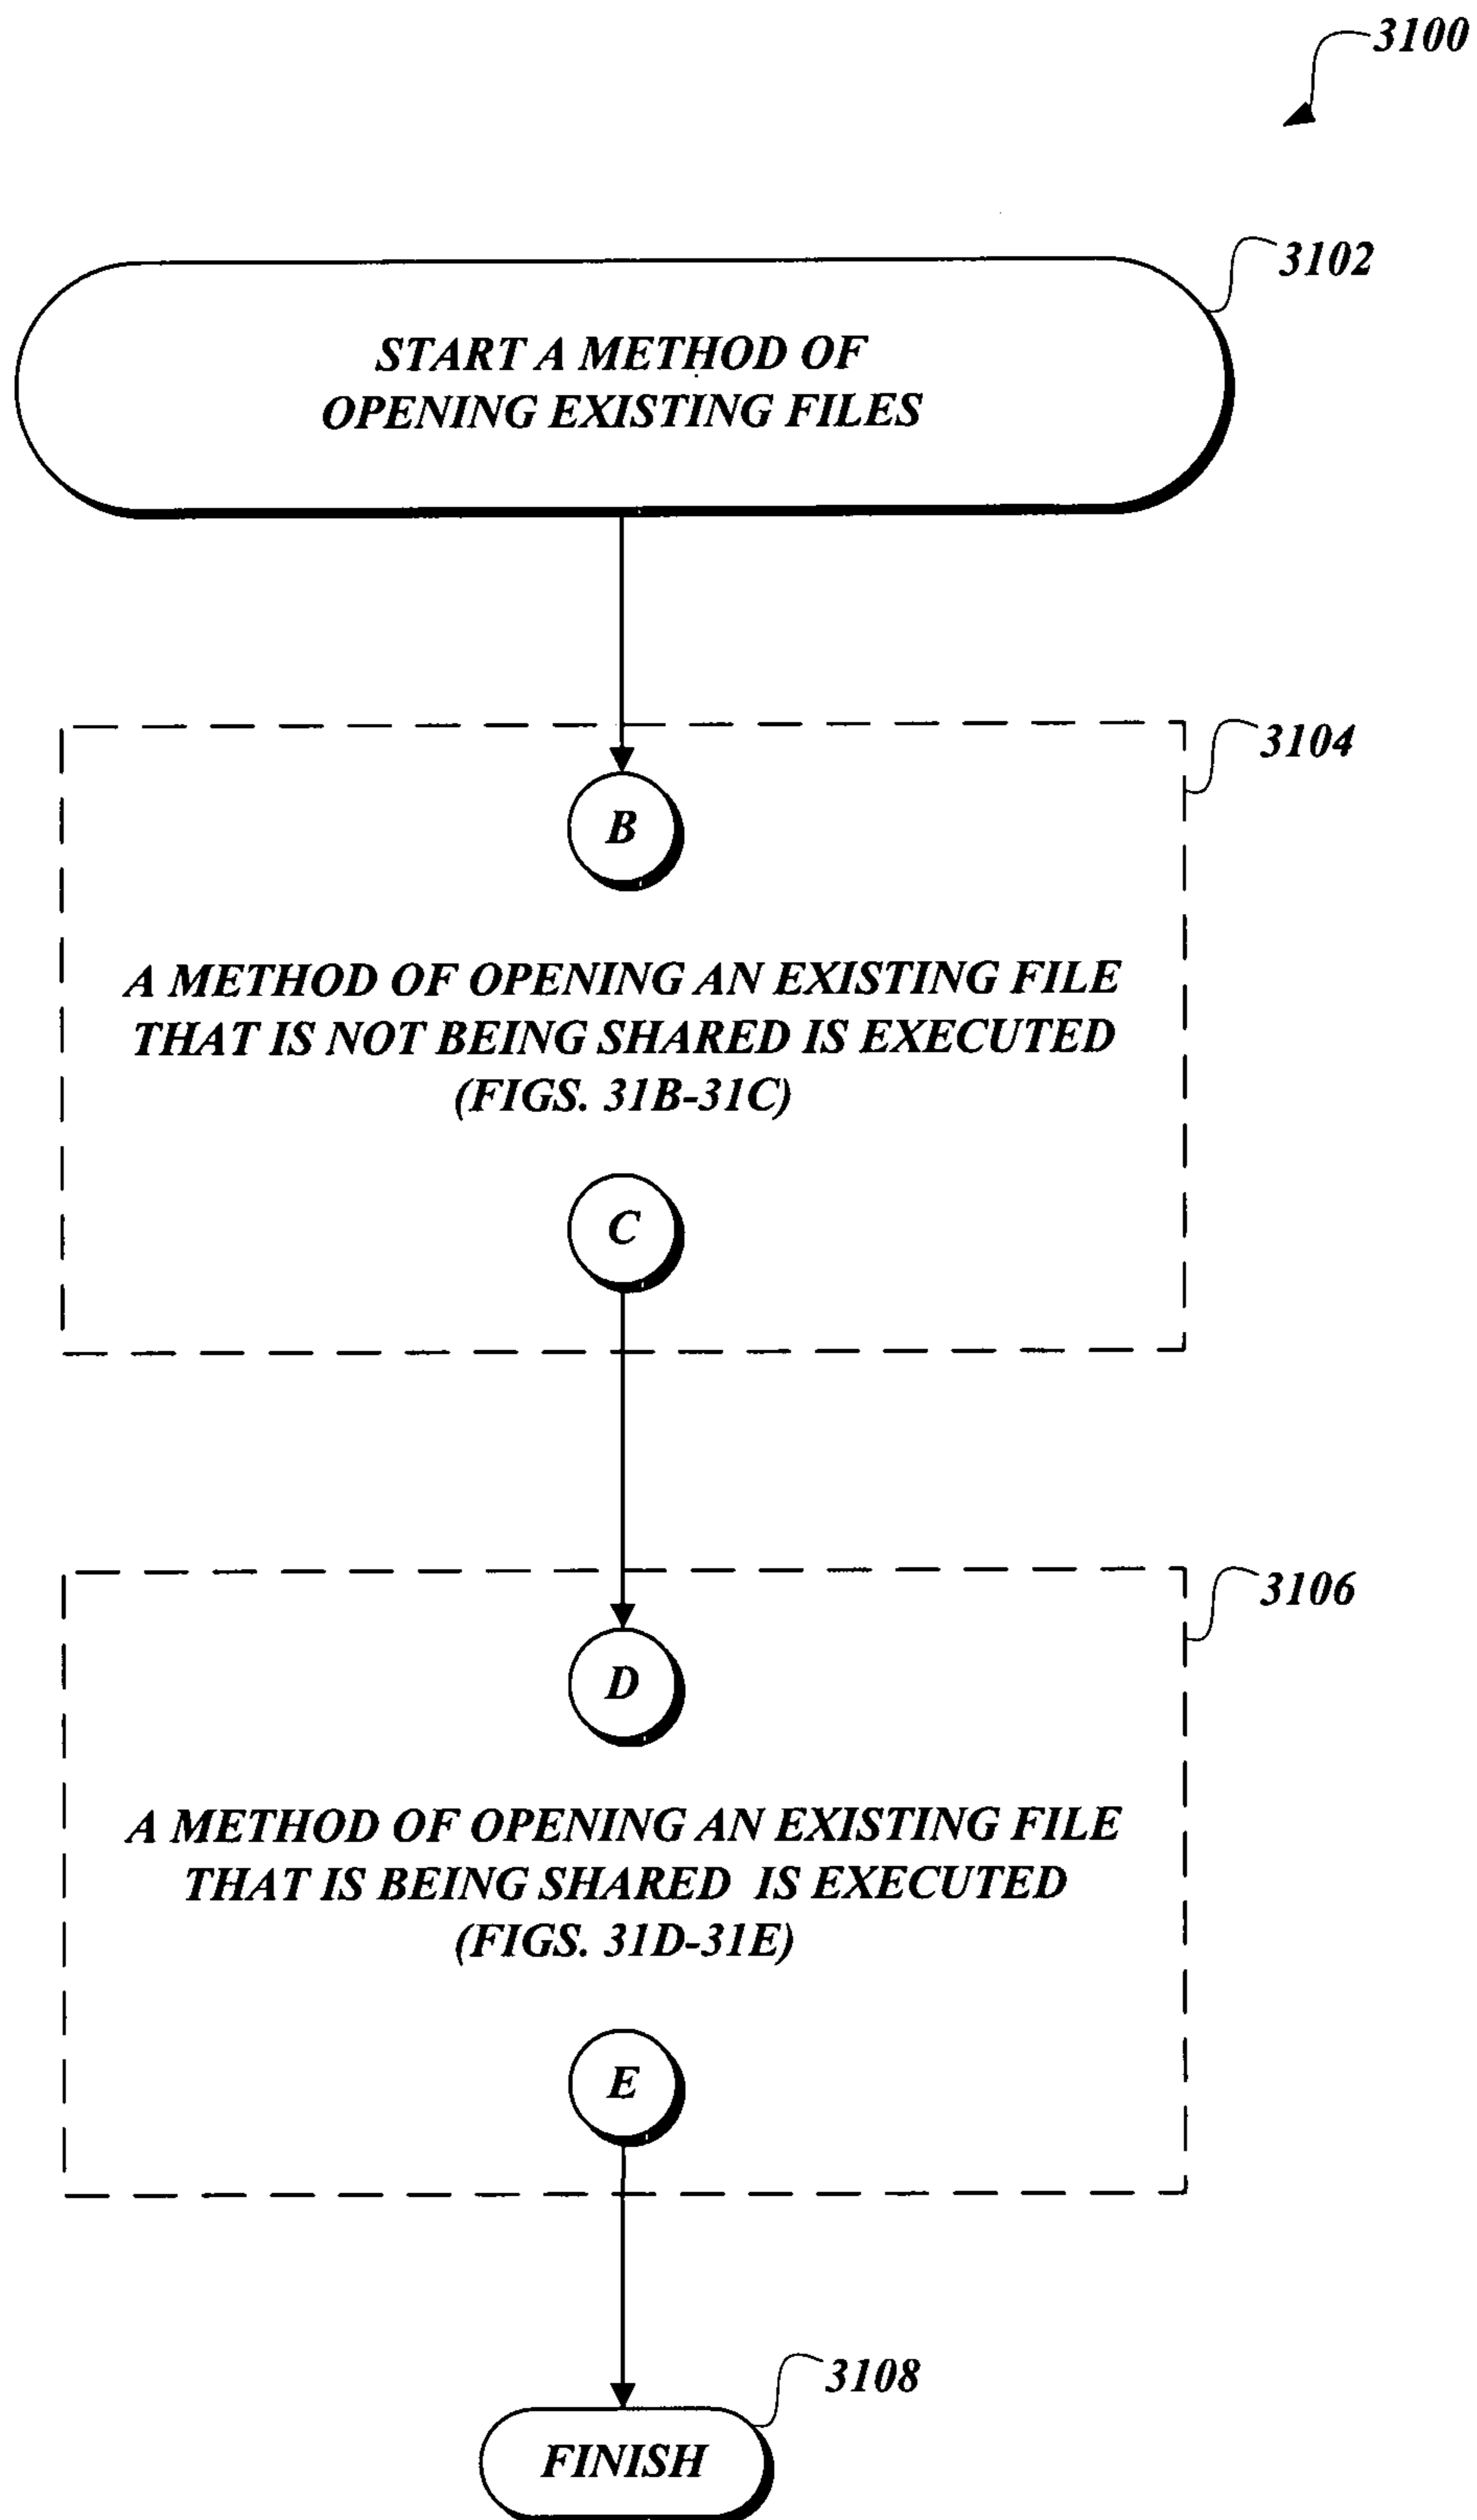 3100
3102
START A METHOD OF
OPENING EXISTING FILES
3104
B
A METHOD OF OPENING AN EXISTING FILE
THAT IS NOT BEING SHARED IS EXECUTED
(FIGS. 31B-31C)
C
3106
D
A METHOD OF OPENING AN EXISTING FILE
THAT IS BEING SHARED IS EXECUTED
(FIGS. 31D-31E)
E
3108
FINISH